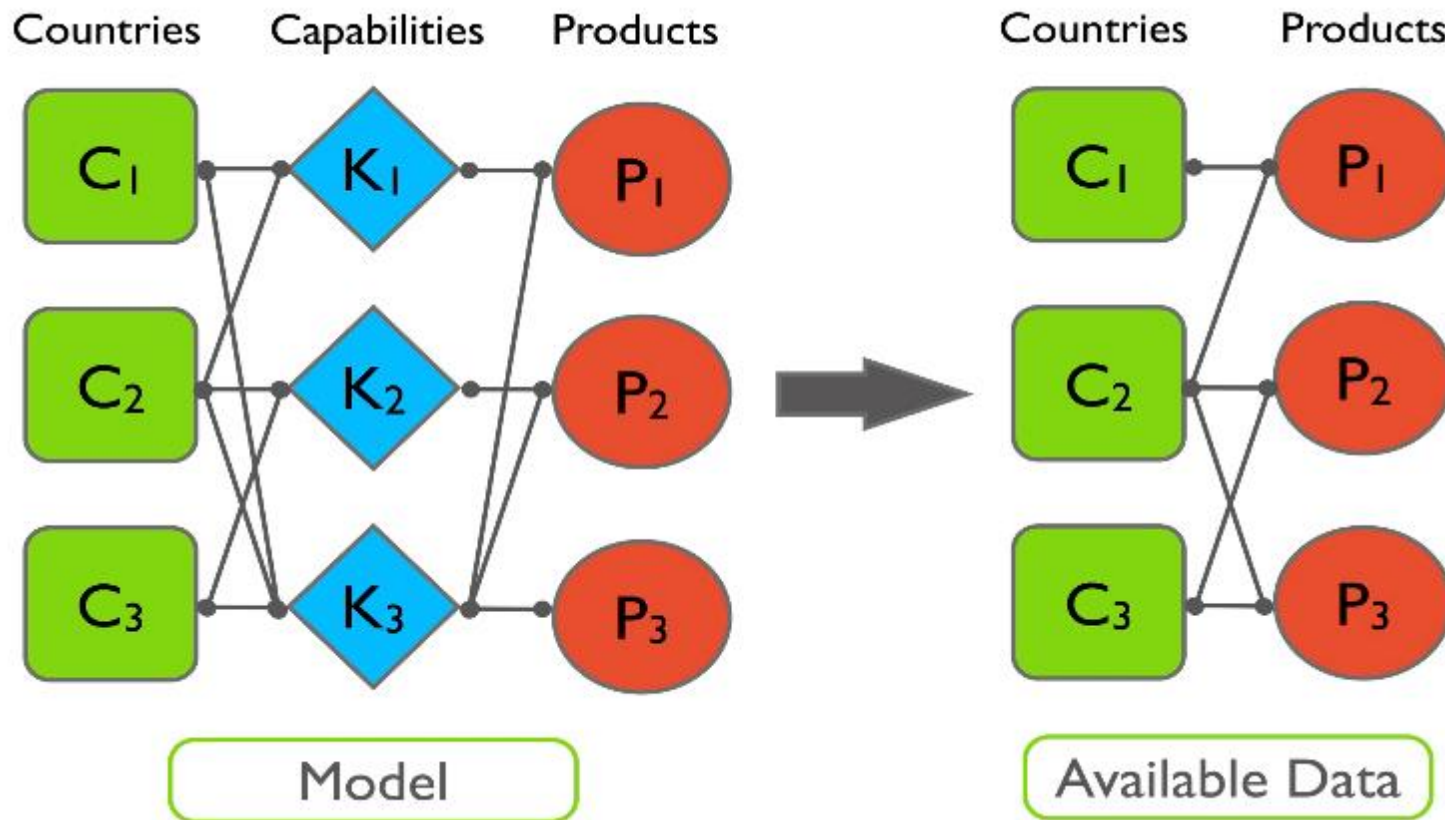 Countries Capabilities Products Countries Products
C₁ K₁ P₁ C₁ P₁
C₂ K₂ P₂ C₂ P₂
C₃ K₃ P₃ C₃ P₃
Model Available Data